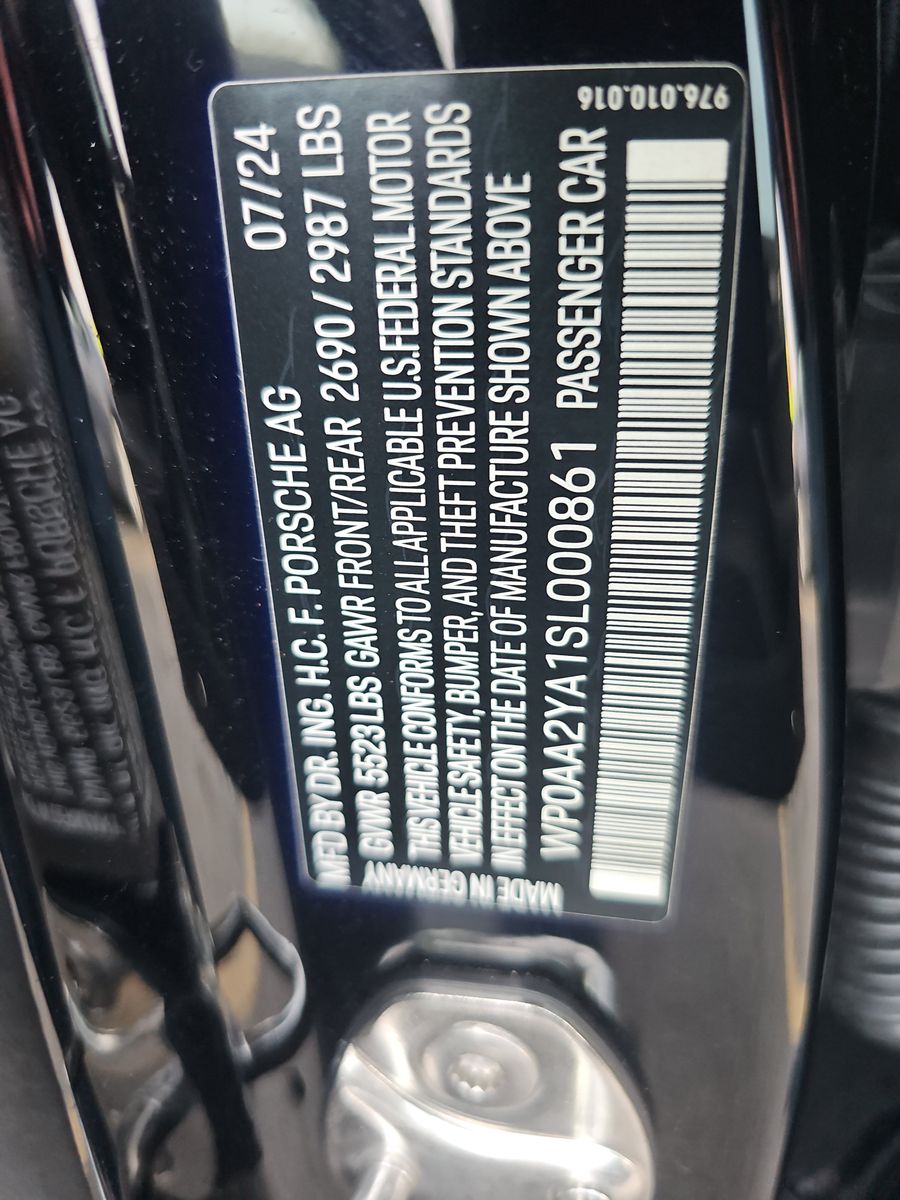 MFD BY DR. ING. H.C. F. PORSCHE AG 07/24
GVWR 5523 LBS GAWR FRONT/REAR 2690 / 2987 LBS
THIS VEHICLE CONFORMS TO ALL APPLICABLE U.S. FEDERAL MOTOR
VEHICLE SAFETY, BUMPER, AND THEFT PREVENTION STANDARDS
IN EFFECT ON THE DATE OF MANUFACTURE SHOWN ABOVE
WP0AA2YA1SL000861 PASSENGER CAR
MADE IN GERMANY
976.010.016